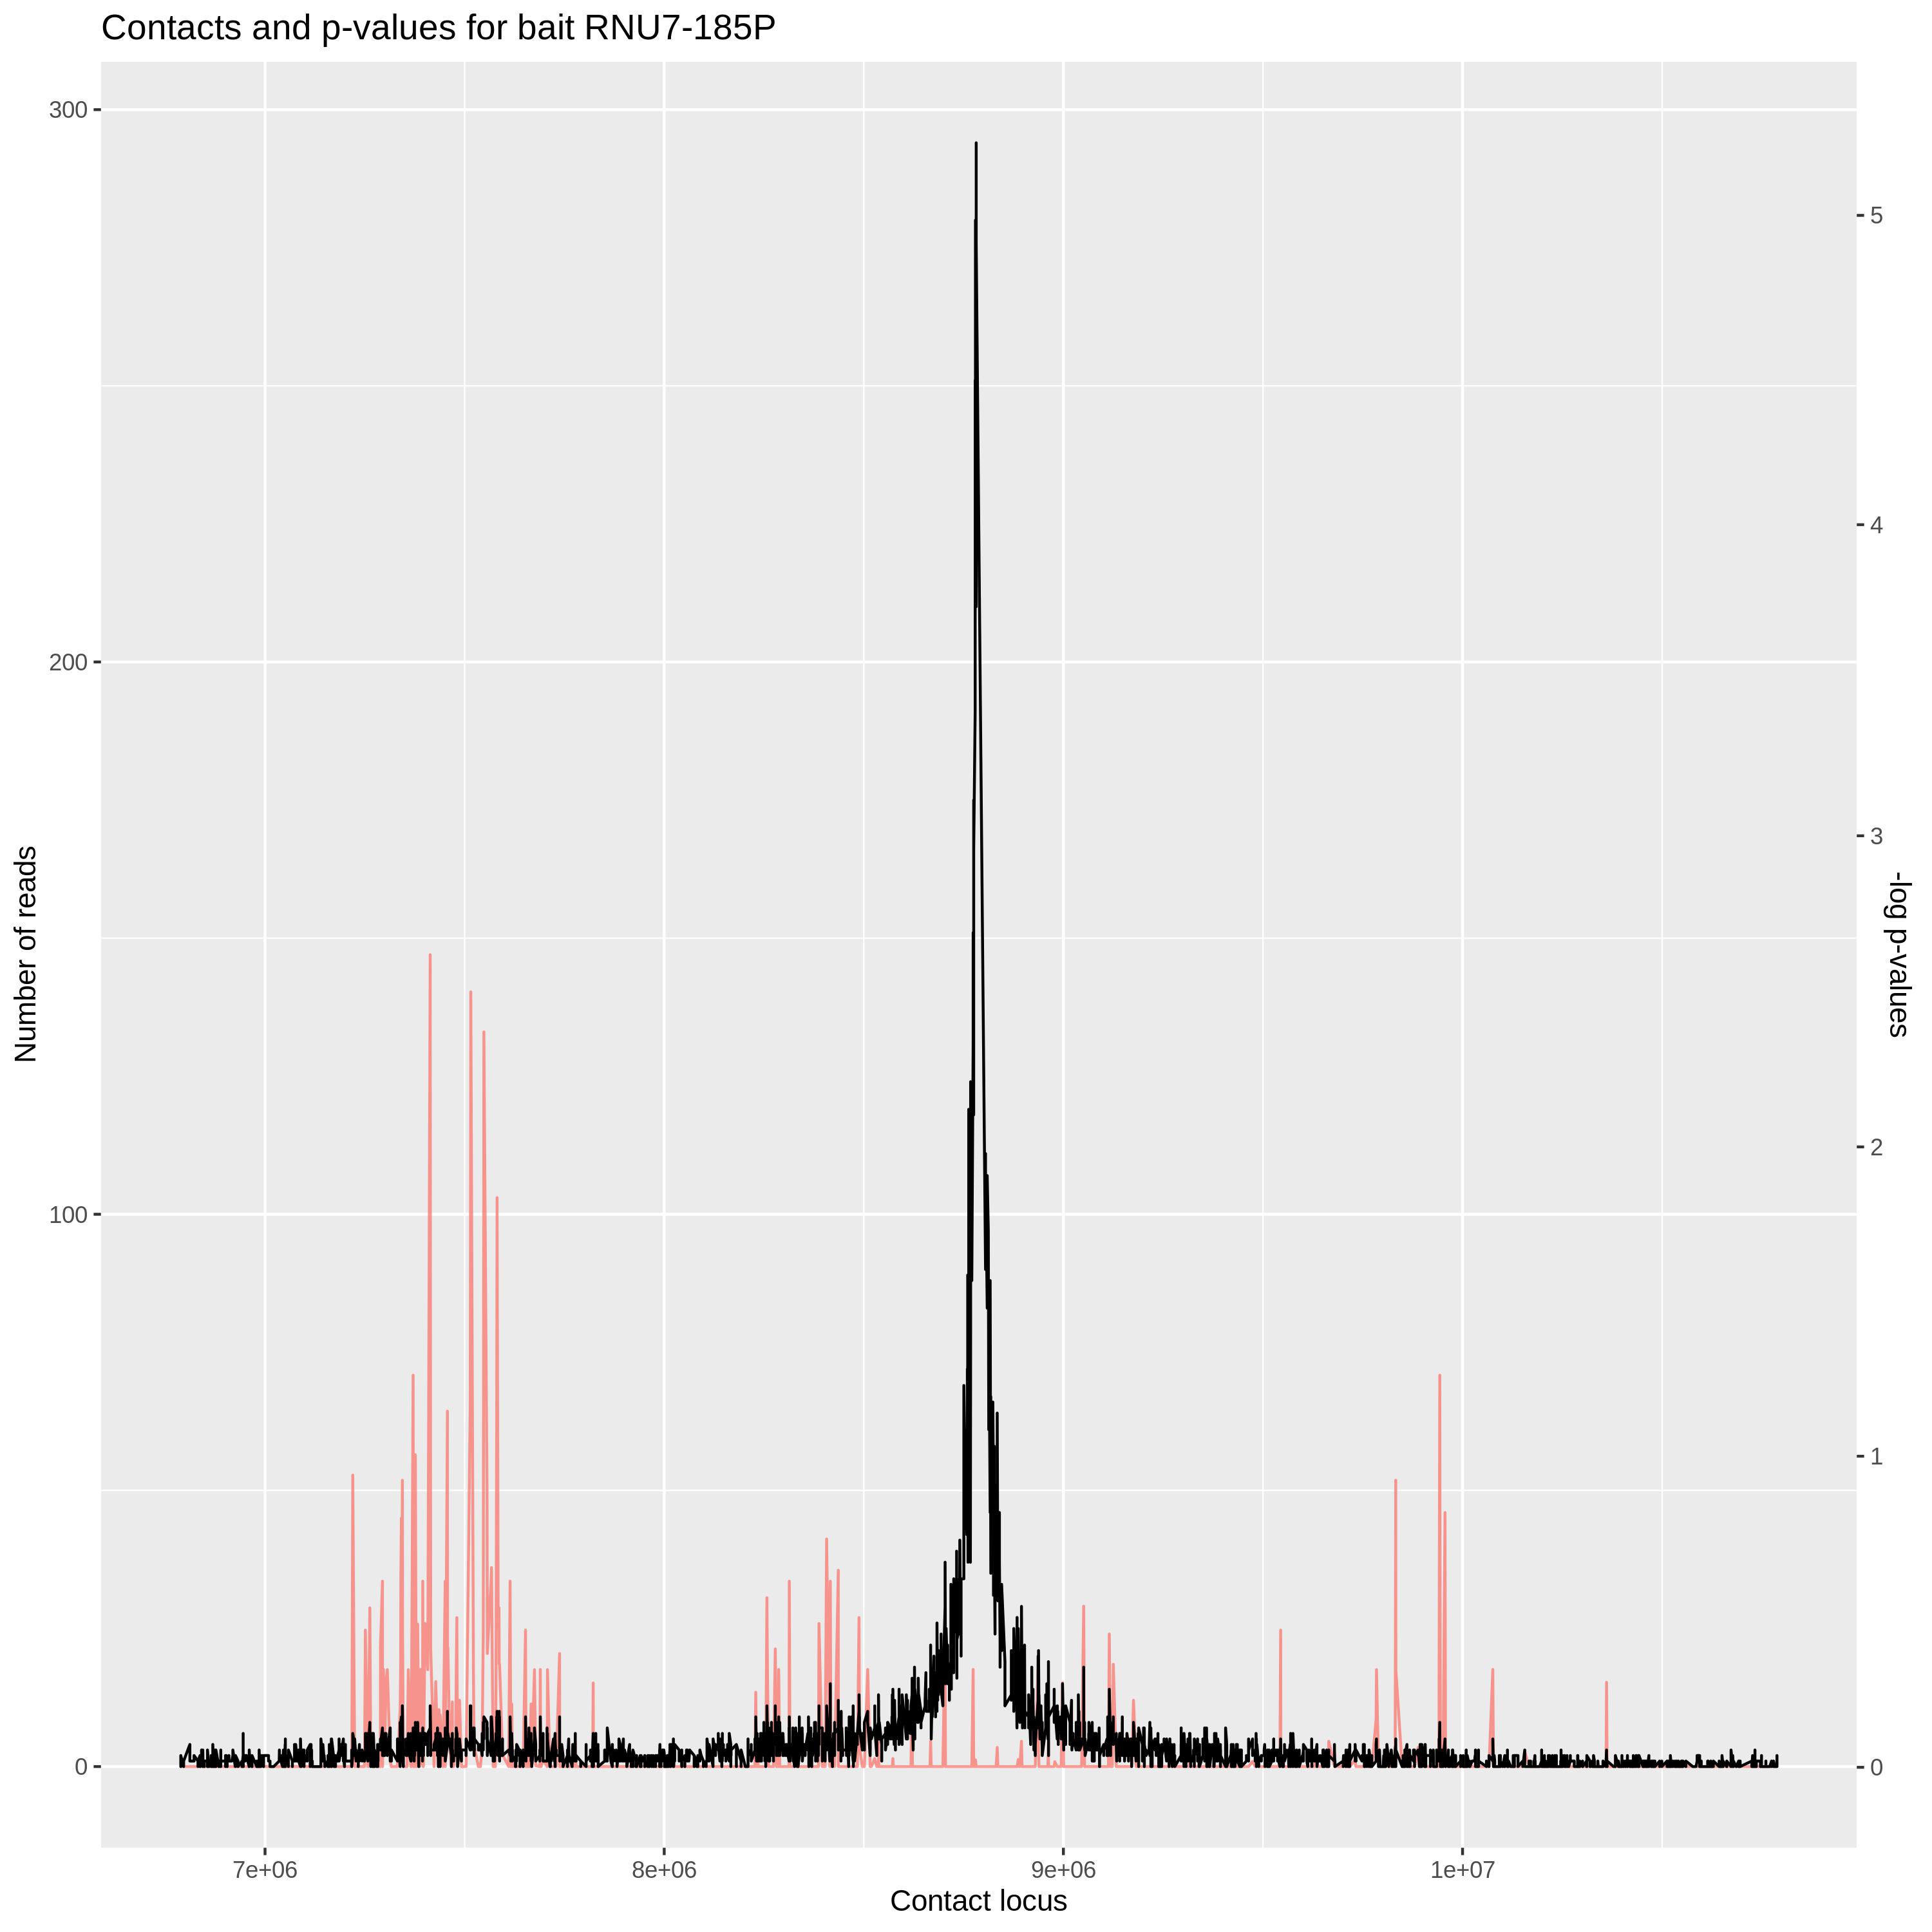 Contacts and p-values for bait RNU7-185P
300
200
100
0
Number of reads
5
4
3
2
1
0
-log p-values
7e+06
8e+06
9e+06
1e+07
Contact locus